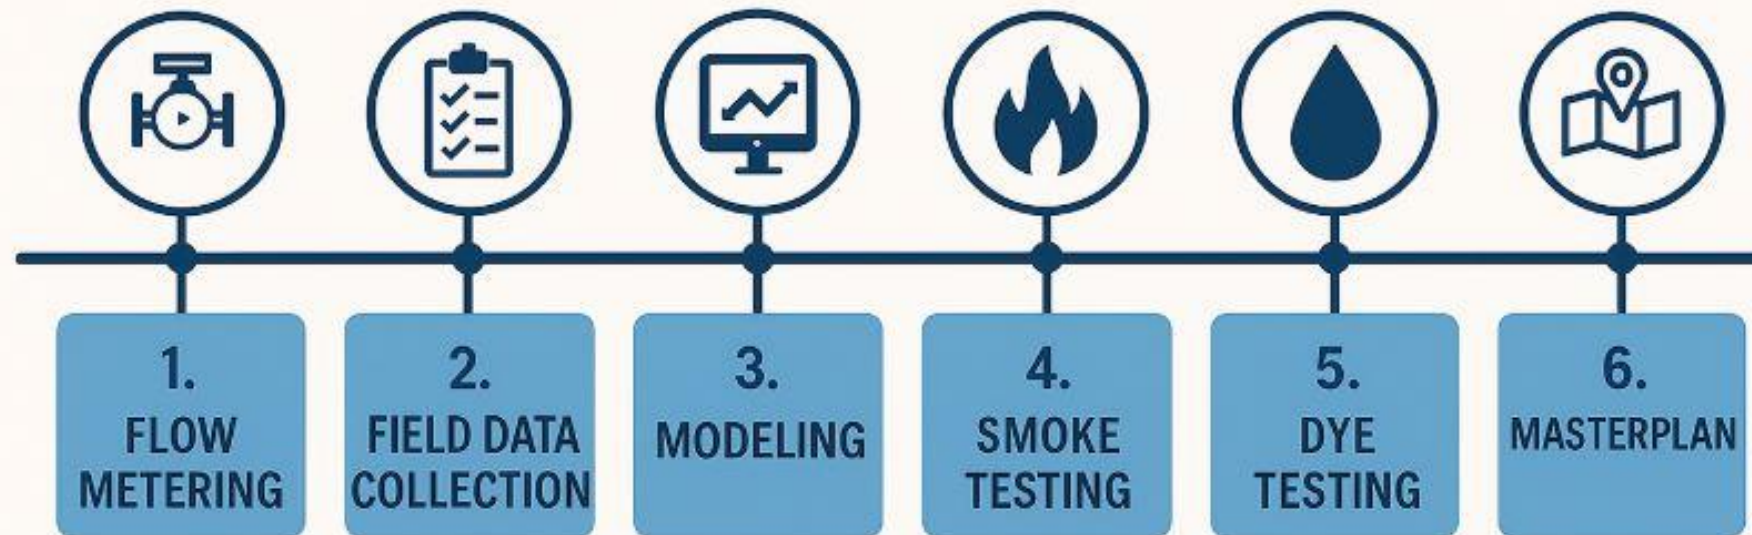 1.
FLOW
METERING
2.
FIELD DATA
COLLECTION
3.
MODELING
4.
SMOKE
TESTING
5.
DYE
TESTING
6.
MASTERPLAN